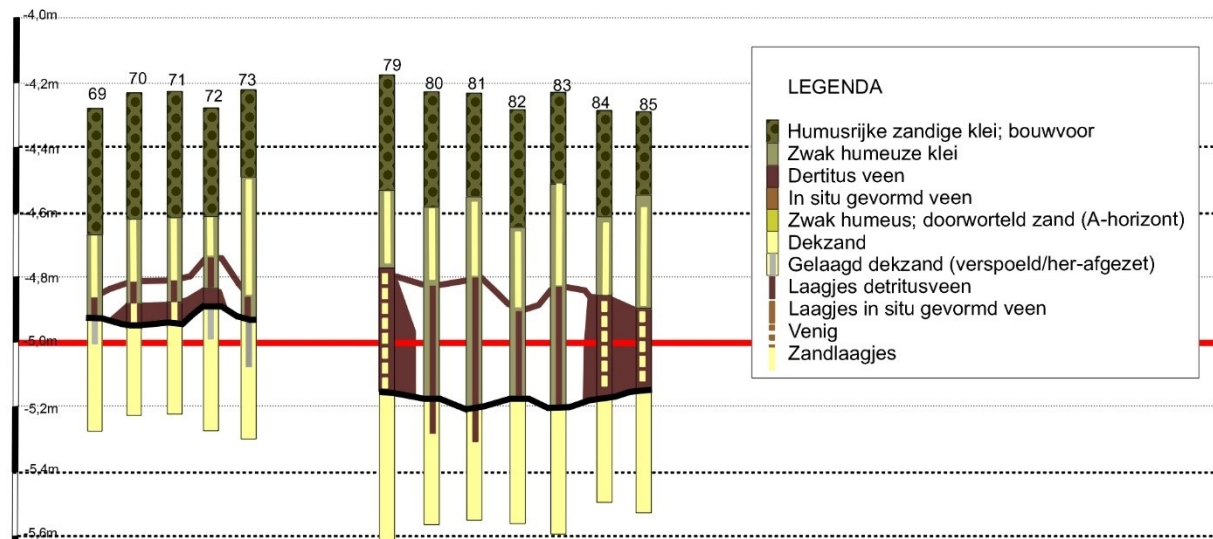 -4,0m
-4,2m
-4,4m
-4,6m
-4,8m
-5,0m
-5,2m
-5,4m
-5,6m
69
70
71
72
73
79
80
81
82
83
84
85
LEGENDA
Humusrijke zandige klei; bouwvoor
Zwak humeuze klei
Dertitus veen
In situ gevormd veen
Zwak humeus; doorworteld zand (A-horizont)
Dekzand
Gelaagd dekzand (verspoeld/her-afgezet)
Laagjes detritusveen
Laagjes in situ gevormd veen
Venig
Zandlaagjes